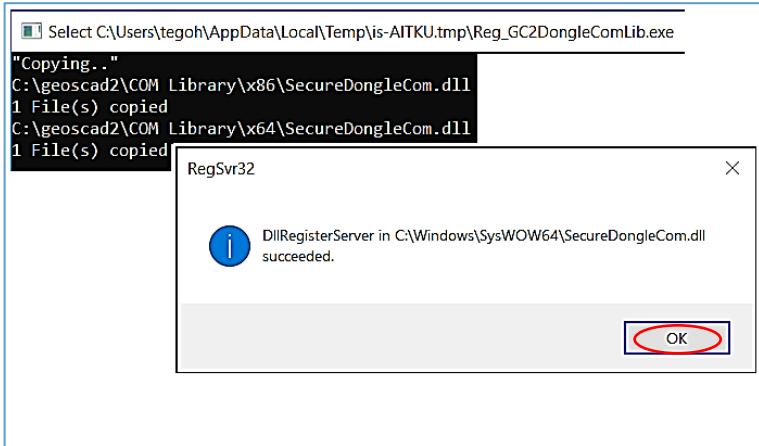 Select C:\Users\tegoh\AppData\Local\Temp\is-AITKU.tmp\Reg_GC2DongleComLib.exe
"Copying.."
C:\geoscad2\COM Library\x86\SecureDongleCom.dll
1 File(s) copied
C:\geoscad2\COM Library\x64\SecureDongleCom.dll
1 File(s) copied
RegSvr32
DllRegisterServer in C:\Windows\SysWOW64\SecureDongleCom.dll
succeeded.
OK